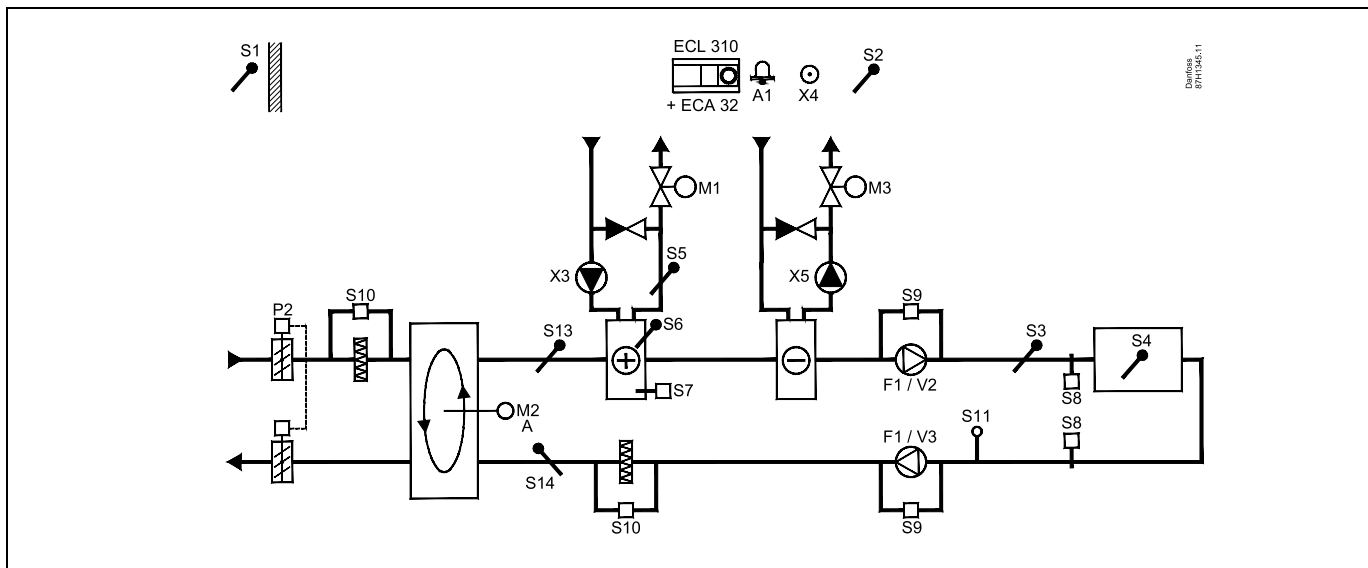 S1
ECL 310
S2
+ ECA 32
A1
X4
Danfoss
87H1345.11
M1
M3
S5
X3
X5
P2
S10
S13
S6
S9
S3
S4
S7
F1 / V2
S8
M2
A
S11
S8
F1 / V3
S14
S10
S9